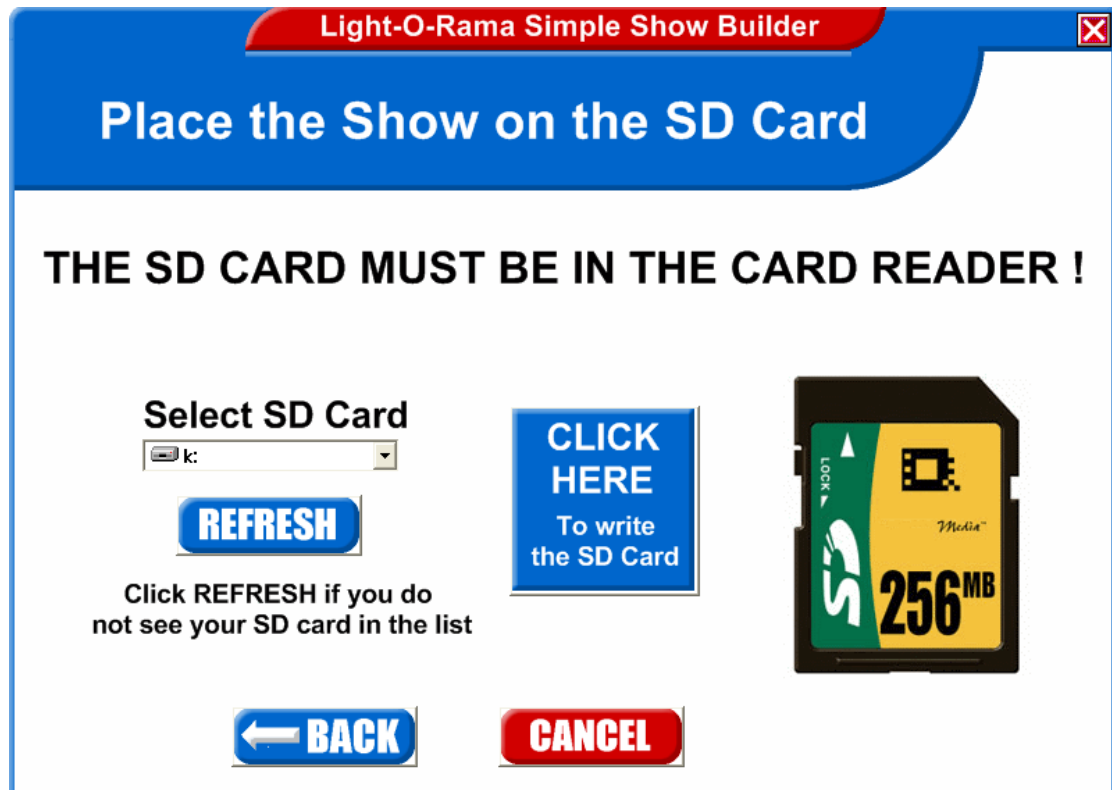 Light-O-Rama Simple Show Builder
Place the Show on the SD Card
THE SD CARD MUST BE IN THE CARD READER !
Select SD Card
k:
REFRESH
Click REFRESH if you do
not see your SD card in the list
CLICK
HERE
To write
the SD Card
LOCK
Media™
SD
256MB
BACK
CANCEL